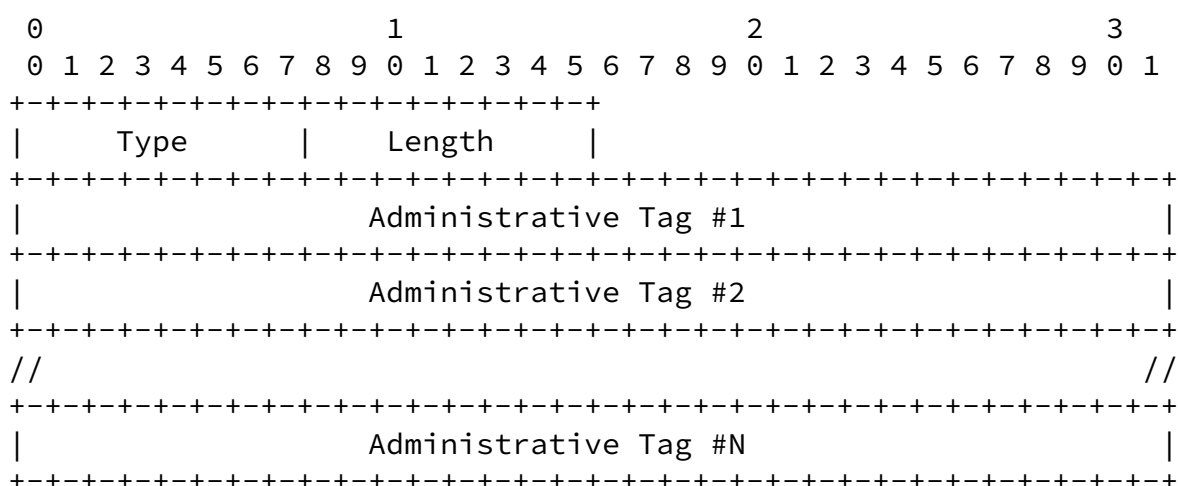 0                   1                   2                   3
 0 1 2 3 4 5 6 7 8 9 0 1 2 3 4 5 6 7 8 9 0 1 2 3 4 5 6 7 8 9 0 1
+-+-+-+-+-+-+-+-+-+-+-+-+-+-+-+-+
|     Type      |    Length     |
+-+-+-+-+-+-+-+-+-+-+-+-+-+-+-+-+-+-+-+-+-+-+-+-+-+-+-+-+-+-+-+-+
|                   Administrative Tag #1                       |
+-+-+-+-+-+-+-+-+-+-+-+-+-+-+-+-+-+-+-+-+-+-+-+-+-+-+-+-+-+-+-+-+
|                   Administrative Tag #2                       |
+-+-+-+-+-+-+-+-+-+-+-+-+-+-+-+-+-+-+-+-+-+-+-+-+-+-+-+-+-+-+-+-+
//                                                             //
+-+-+-+-+-+-+-+-+-+-+-+-+-+-+-+-+-+-+-+-+-+-+-+-+-+-+-+-+-+-+-+-+
|                   Administrative Tag #N                       |
+-+-+-+-+-+-+-+-+-+-+-+-+-+-+-+-+-+-+-+-+-+-+-+-+-+-+-+-+-+-+-+-+